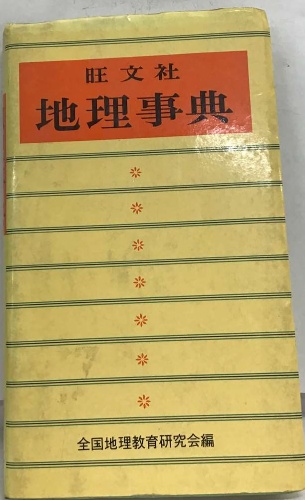 旺文社
地理事典
全国地理教育研究会編